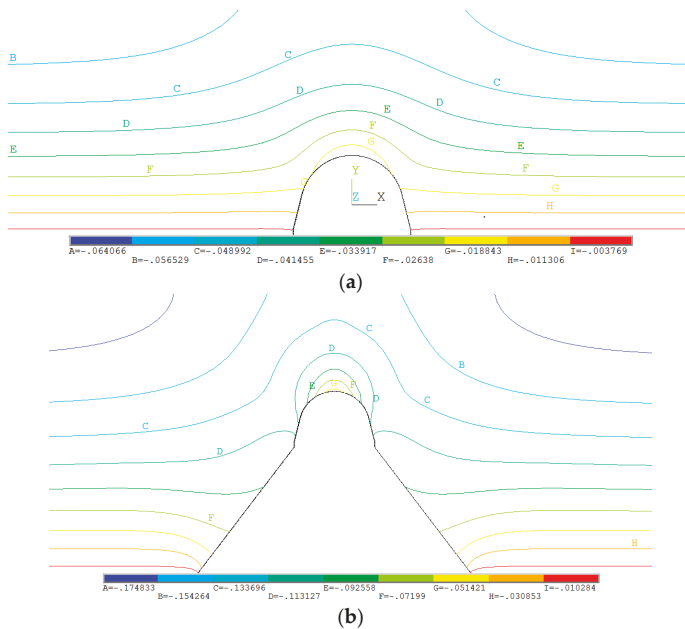 B
C
C
D
D
E
E
E
F
F
F
G
G
G
H
Y
Z
X
A=-.064066
C=-.048992
E=-.033917
G=-.018843
I=-.003769
B=-.056529
D=-.041455
F=-.02638
H=-.011306
(a)
C
D
B
E
G
F
C
D
C
D
F
H
A=-.174833
C=-.133696
E=-.092558
G=-.051421
I=-.010284
B=-.154264
D=-.113127
F=-.07199
H=-.030853
(b)